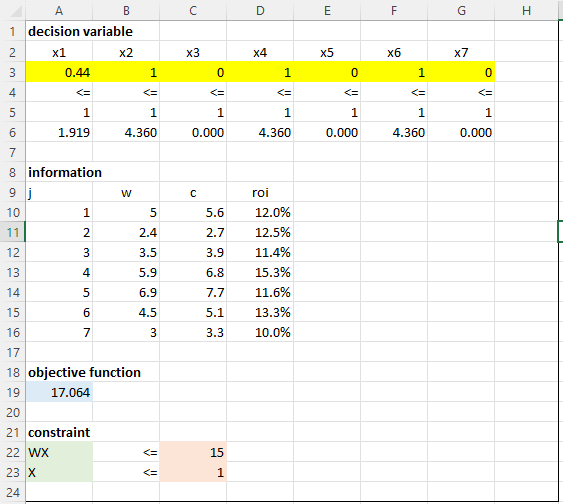 A B C D E F G H
1 decision variable
2 x1 x2 x3 x4 x5 x6 x7
3 0.44 1 0 1 0 1 0
4 <= <= <= <= <= <= <=
5 1 1 1 1 1 1 1
6 1.919 4.360 0.000 4.360 0.000 4.360 0.000
7
8 information
9 j w c roi
10 1 5 5.6 12.0%
11 2 2.4 2.7 12.5%
12 3 3.5 3.9 11.4%
13 4 5.9 6.8 15.3%
14 5 6.9 7.7 11.6%
15 6 4.5 5.1 13.3%
16 7 3 3.3 10.0%
17
18 objective function
19 17.064
20
21 constraint
22 WX <= 15
23 X <= 1
24